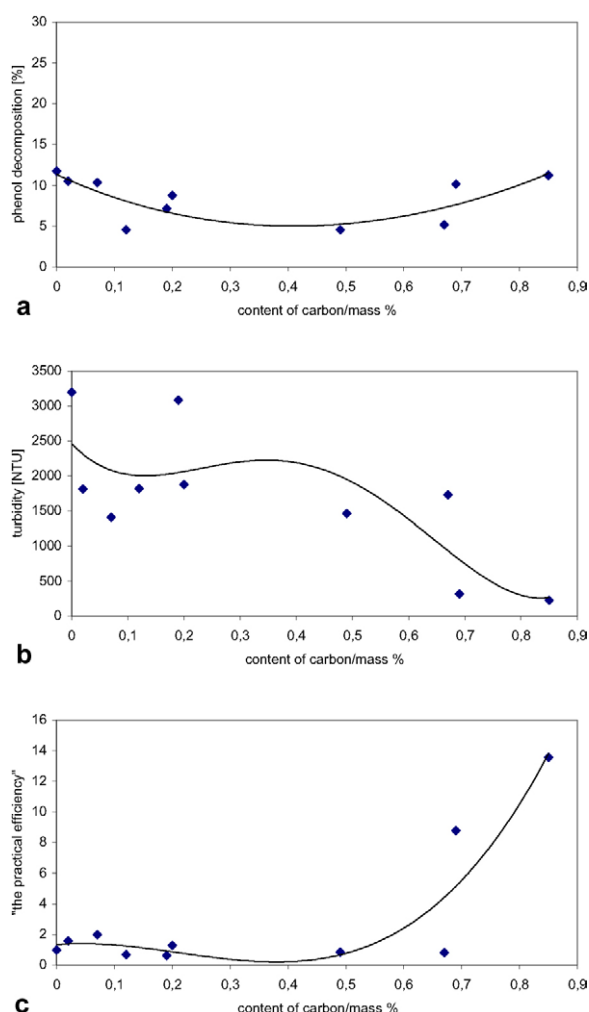 30
25
20
15
10
5
0
phenol decomposition [%]
0 0,1 0,2 0,3 0,4 0,5 0,6 0,7 0,8 0,9
content of carbon/mass %
a
3500
3000
2500
2000
1500
1000
500
0
turbidity [NTU]
0 0,1 0,2 0,3 0,4 0,5 0,6 0,7 0,8 0,9
content of carbon/mass %
b
16
14
12
10
8
6
4
2
0
"the practical efficiency"
0 0,1 0,2 0,3 0,4 0,5 0,6 0,7 0,8 0,9
content of carbon/mass %
c